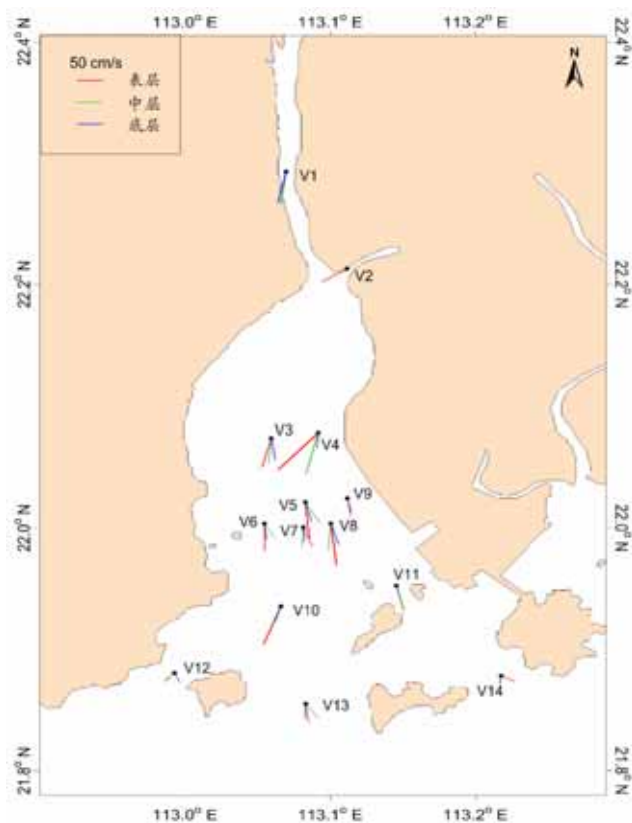 113.0° E 113.1° E 113.2° E
22.4° N 22.4° N
50 cm/s
表层
中层
底层
N
V1
V2
22.2° N 22.2° N
V3
V4
V9
V5
V6 V7 V8
22.0° N 22.0° N
V11
V10
V12
V14
V13
21.8° N 21.8° N
113.0° E 113.1° E 113.2° E